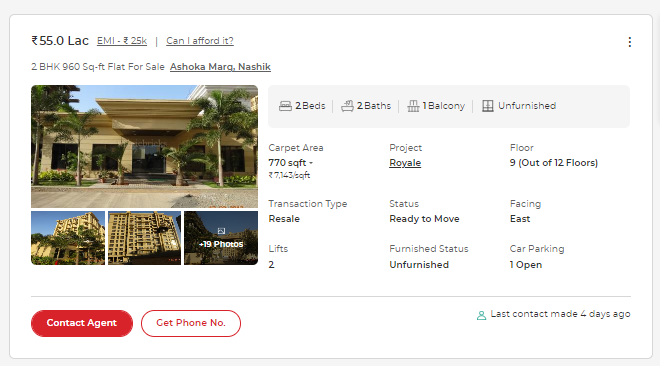 ₹55.0 Lac EMI - ₹ 25k | Can I afford it?
2 BHK 960 Sq-ft Flat For Sale Ashoka Marg, Nashik
2 Beds 2 Baths 1 Balcony Unfurnished
Carpet Area Project Floor
770 sqft Royale 9 (Out of 12 Floors)
₹7,143/sqft
Transaction Type Status Facing
Resale Ready to Move East
+19 Photos
Lifts Furnished Status Car Parking
2 Unfurnished 1 Open
Contact Agent Get Phone No. Last contact made 4 days ago